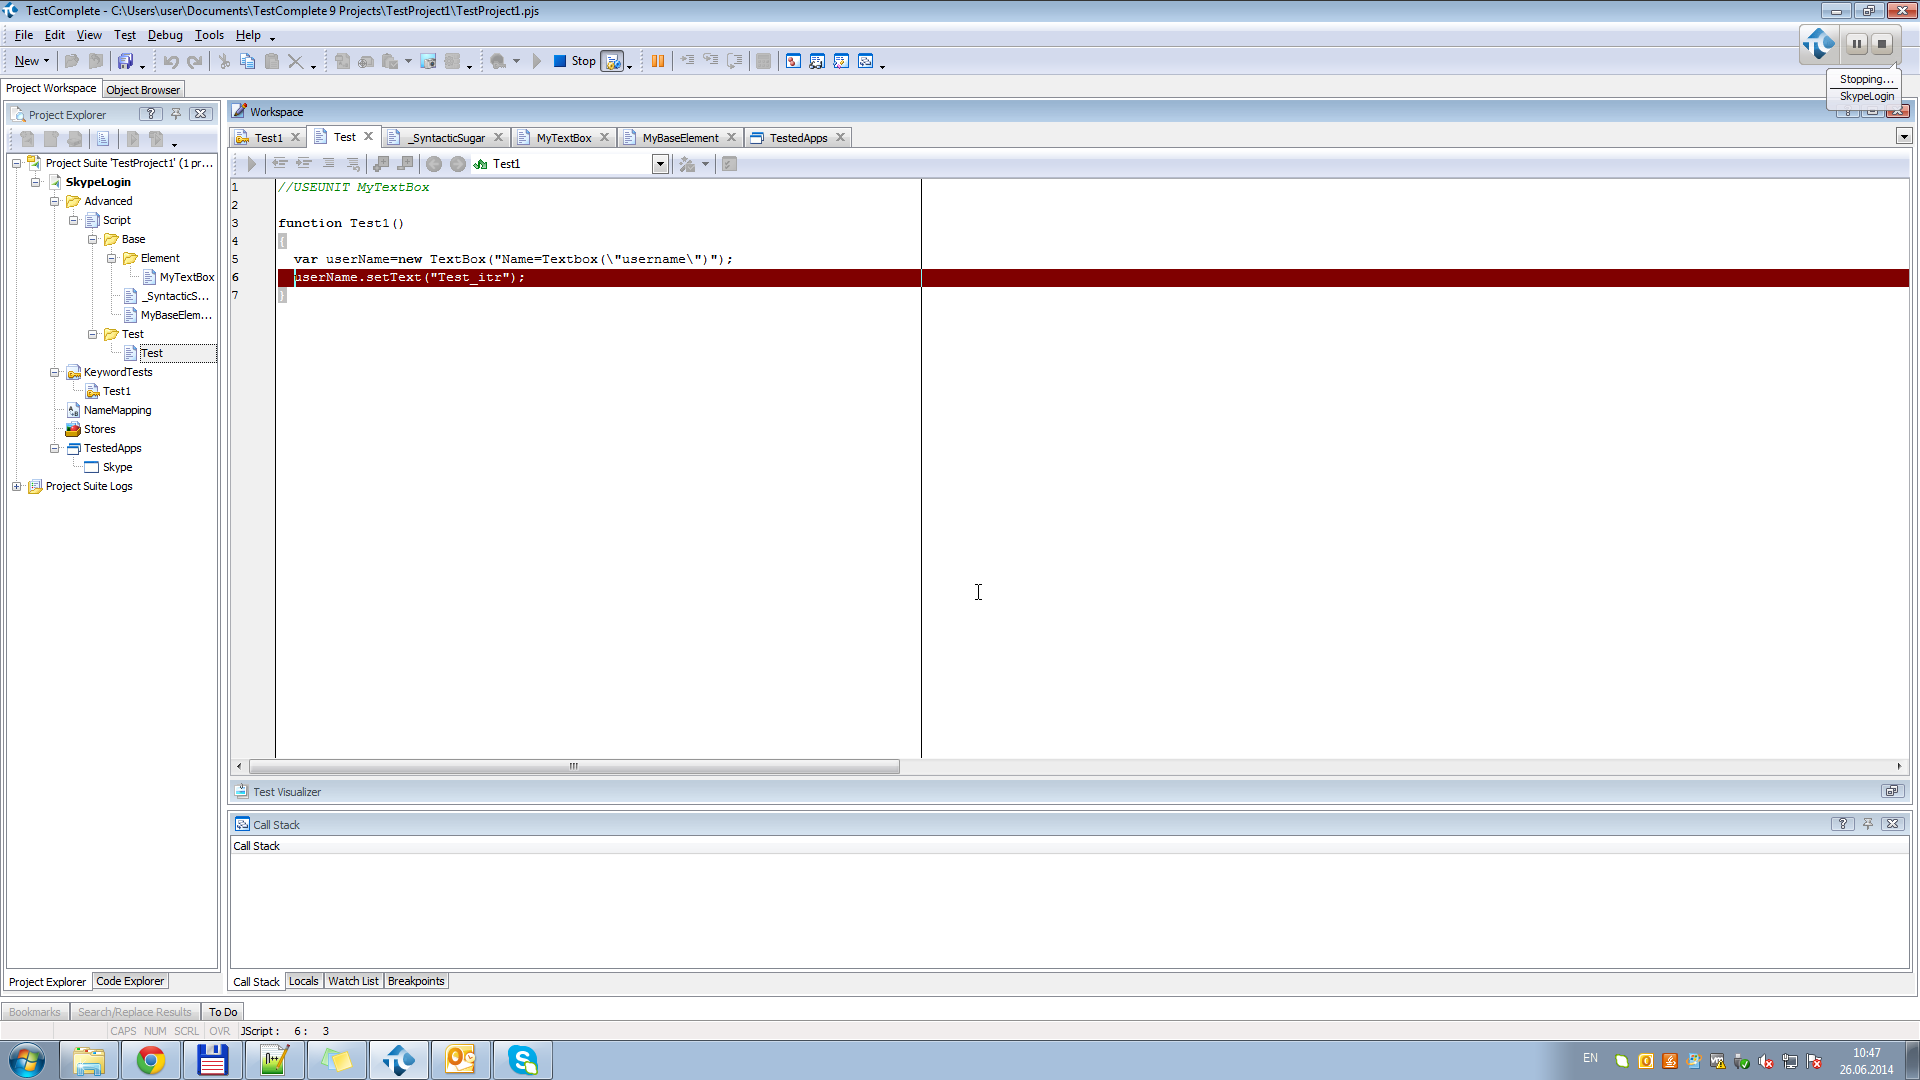 TestComplete - C:\Users\user\Documents\TestComplete 9 Projects\TestProject1\TestProject1.pjs
File Edit View Test Debug Tools Help
New Stop
Stopping...
SkypeLogin
Project Workspace Object Browser
Project Explorer
Workspace
Test1 Test _SyntacticSugar MyTextBox MyBaseElement TestedApps
Test1
Project Suite 'TestProject1' (1 pr...
SkypeLogin
Advanced
Script
Base
Element
MyTextBox
_SyntacticS...
MyBaseElem...
Test
Test
KeywordTests
Test1
NameMapping
Stores
TestedApps
Skype
Project Suite Logs
1 //USEUNIT MyTextBox
2
3 function Test1()
4 {
5 var userName=new TextBox("Name=Textbox(\"username\")");
6 userName.setText("Test_itr");
7 }
Test Visualizer
Call Stack
Call Stack
Call Stack Locals Watch List Breakpoints
Project Explorer Code Explorer
Bookmarks Search/Replace Results To Do
CAPS NUM SCRL OVR JScript : 6 : 3
EN
10:47
26.06.2014